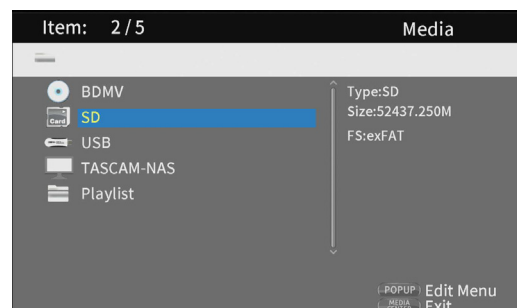 Item: 2/5
Media
BDMV
Card
SD
USB
TASCAM-NAS
Playlist
Type:SD
Size:52437.250M
FS:exFAT
POPUP Edit Menu
MEDIA Exit